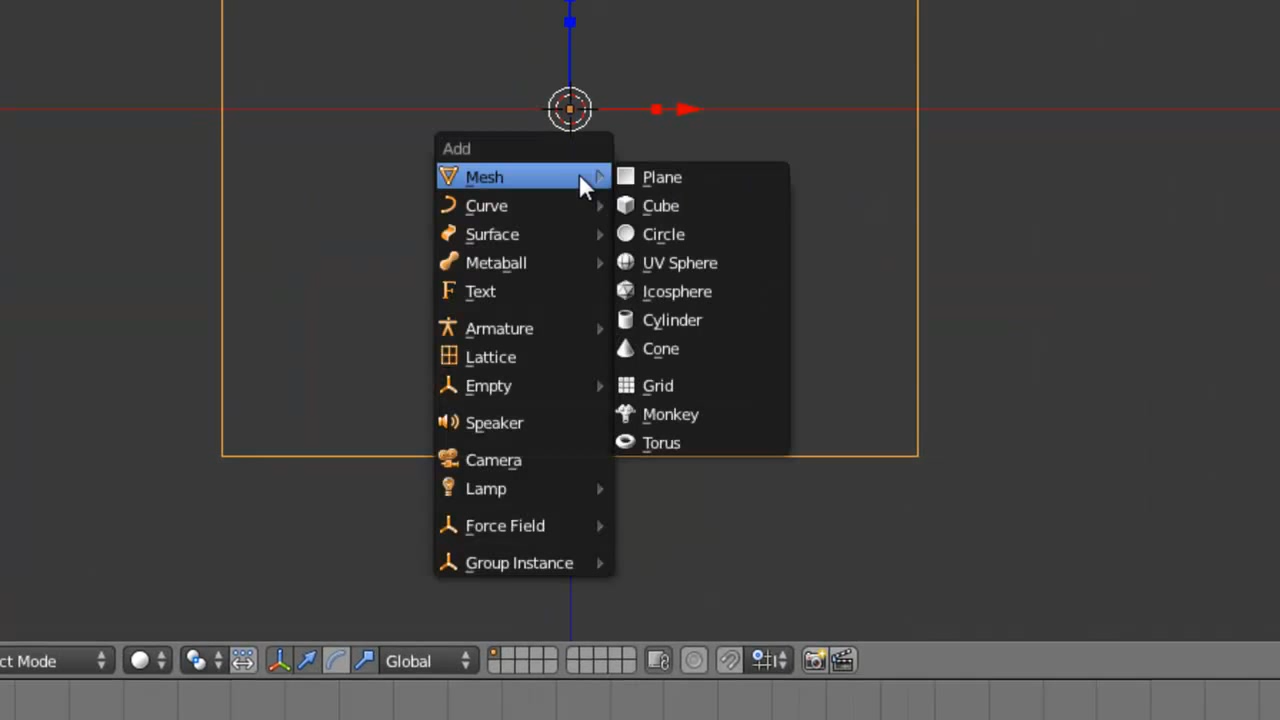 Add
Mesh
Curve
Surface
Metaball
Text
Armature
Lattice
Empty
Speaker
Camera
Lamp
Force Field
Group Instance
Plane
Cube
Circle
UV Sphere
Icosphere
Cylinder
Cone
Grid
Monkey
Torus
ct Mode
Global